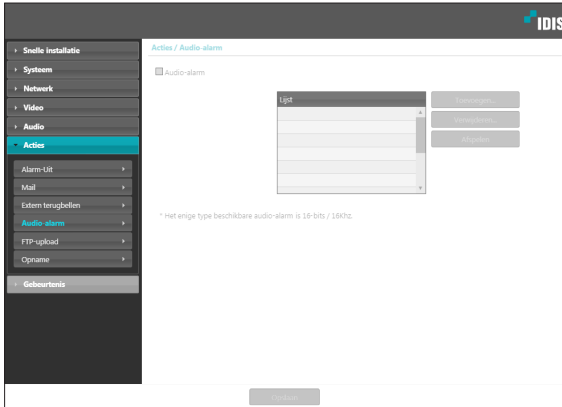 IDIS
Snelle installatie
Systeem
Netwerk
Video
Audio
Acties
Alarm-Uit
Mail
Extern terugbellen
Audio-alarm
FTP-upload
Opname
Gebeurtenis
Acties / Audio-alarm
Audio-alarm
Lijst
Toevoegen...
Verwijderen...
Afspelen
* Het enige type beschikbare audio-alarm is 16-bits / 16Khz.
Opslaan